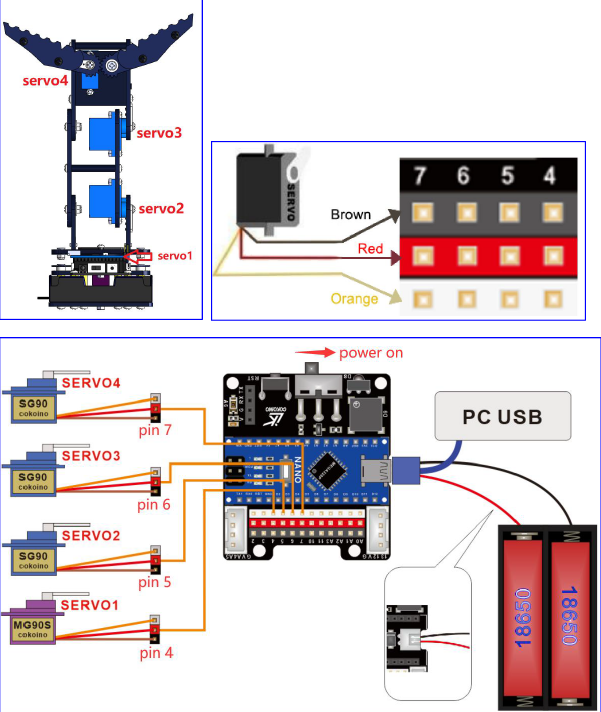 servo4
servo3
servo2
servo1
7 6 5 4
SERVO
Brown
Red
Orange
power on
SERVO4
SG90
cokoino
pin 7
SERVO3
SG90
cokoino
pin 6
SERVO2
SG90
cokoino
pin 5
SERVO1
MG90S
cokoino
pin 4
RST
COKOINO
NANO
PC USB
18650
18650